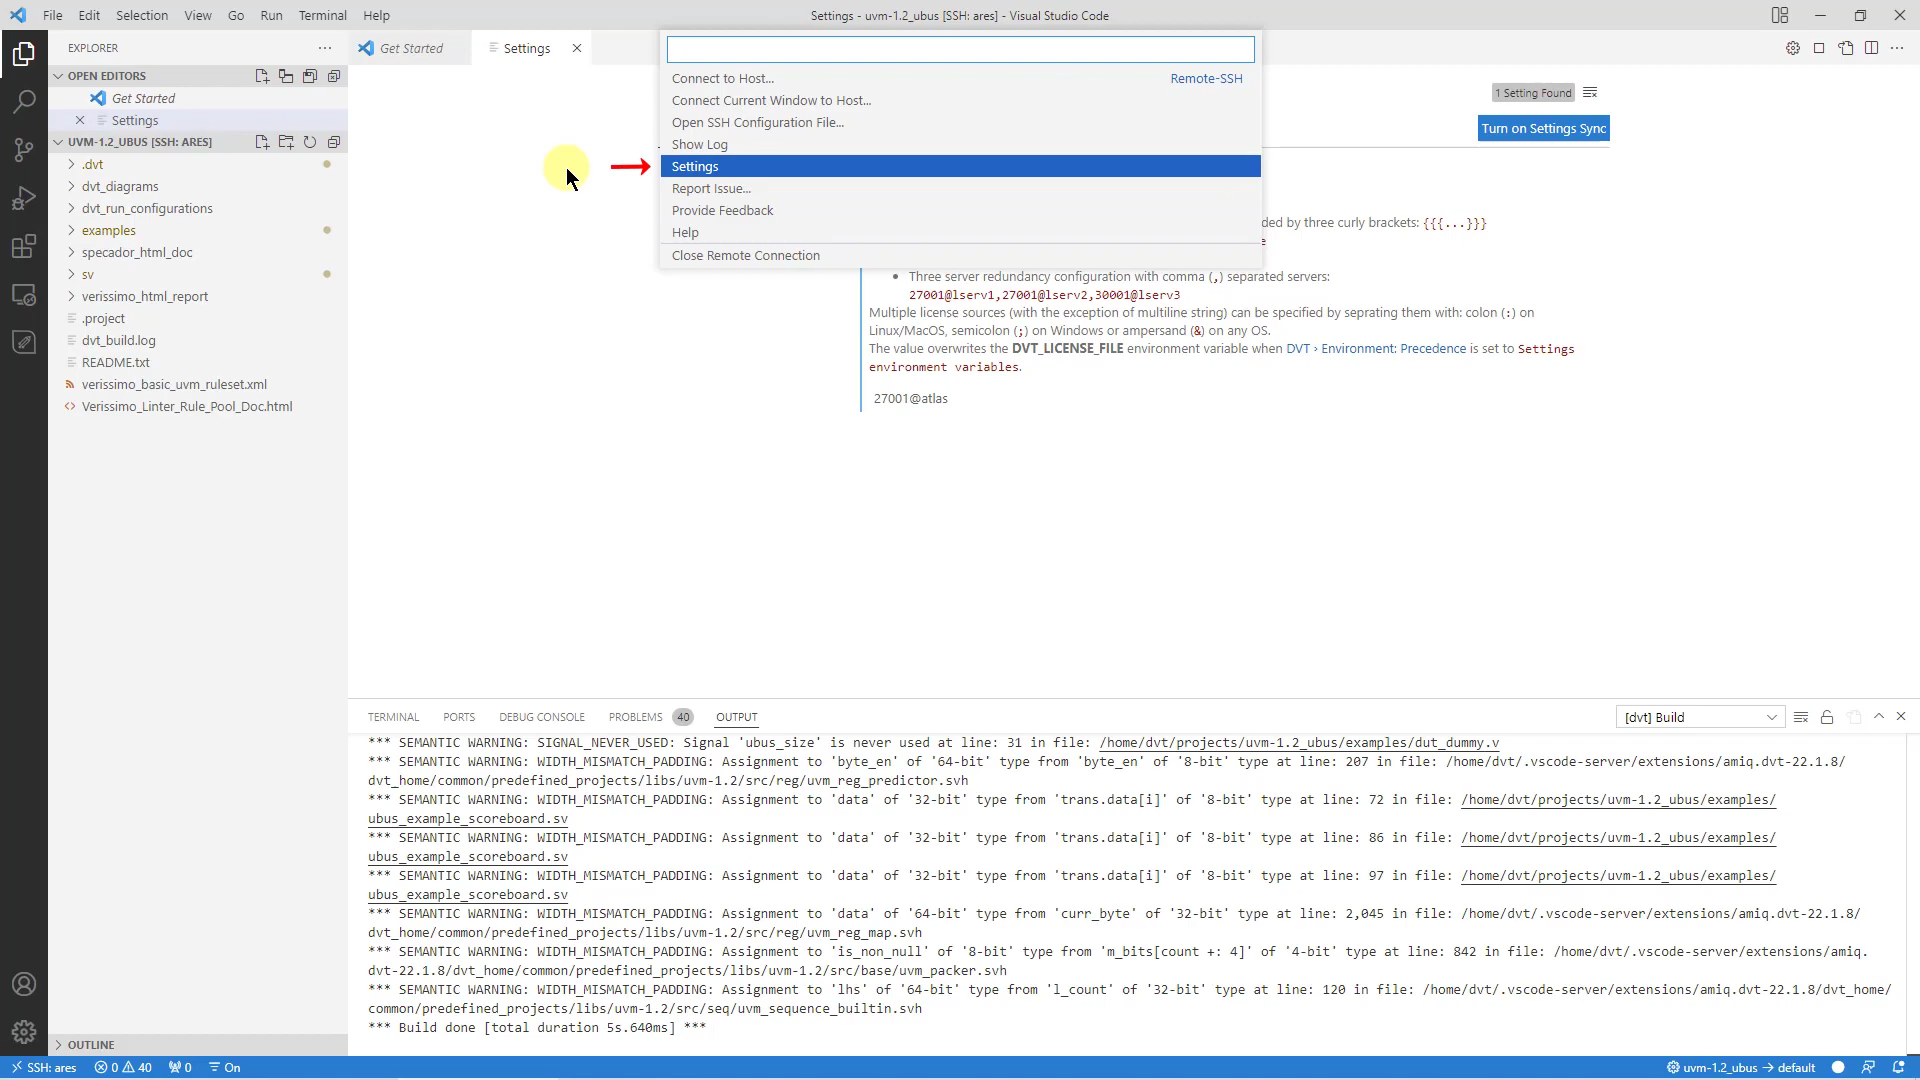 File Edit Selection View Go Run Terminal Help
Settings - uvm-1.2_ubus [SSH: ares] - Visual Studio Code
EXPLORER
Get Started
Settings
OPEN EDITORS
Get Started
Settings
UVM-1.2_UBUS [SSH: ARES]
.dvt
dvt_diagrams
dvt_run_configurations
examples
specador_html_doc
sv
verissimo_html_report
.project
dvt_build.log
README.txt
verissimo_basic_uvm_ruleset.xml
Verissimo_Linter_Rule_Pool_Doc.html
OUTLINE
Connect to Host...
Remote-SSH
Connect Current Window to Host...
Open SSH Configuration File...
Show Log
Settings
Report Issue...
Provide Feedback
Help
Close Remote Connection
1 Setting Found
Turn on Settings Sync
ded by three curly brackets: {{{...}}}
e
• Three server redundancy configuration with comma (,) separated servers:
27001@lserv1,27001@lserv2,30001@lserv3
Multiple license sources (with the exception of multiline string) can be specified by seprating them with: colon (:) on
Linux/MacOS, semicolon (;) on Windows or ampersand (&) on any OS.
The value overwrites the DVT_LICENSE_FILE environment variable when DVT › Environment: Precedence is set to Settings
environment variables.
27001@atlas
TERMINAL PORTS DEBUG CONSOLE PROBLEMS 40 OUTPUT
[dvt] Build
*** SEMANTIC WARNING: SIGNAL_NEVER_USED: Signal 'ubus_size' is never used at line: 31 in file: /home/dvt/projects/uvm-1.2_ubus/examples/dut_dummy.v
*** SEMANTIC WARNING: WIDTH_MISMATCH_PADDING: Assignment to 'byte_en' of '64-bit' type from 'byte_en' of '8-bit' type at line: 207 in file: /home/dvt/.vscode-server/extensions/amiq.dvt-22.1.8/
dvt_home/common/predefined_projects/libs/uvm-1.2/src/reg/uvm_reg_predictor.svh
*** SEMANTIC WARNING: WIDTH_MISMATCH_PADDING: Assignment to 'data' of '32-bit' type from 'trans.data[i]' of '8-bit' type at line: 72 in file: /home/dvt/projects/uvm-1.2_ubus/examples/
ubus_example_scoreboard.sv
*** SEMANTIC WARNING: WIDTH_MISMATCH_PADDING: Assignment to 'data' of '32-bit' type from 'trans.data[i]' of '8-bit' type at line: 86 in file: /home/dvt/projects/uvm-1.2_ubus/examples/
ubus_example_scoreboard.sv
*** SEMANTIC WARNING: WIDTH_MISMATCH_PADDING: Assignment to 'data' of '32-bit' type from 'trans.data[i]' of '8-bit' type at line: 97 in file: /home/dvt/projects/uvm-1.2_ubus/examples/
ubus_example_scoreboard.sv
*** SEMANTIC WARNING: WIDTH_MISMATCH_PADDING: Assignment to 'data' of '64-bit' type from 'curr_byte' of '32-bit' type at line: 2,045 in file: /home/dvt/.vscode-server/extensions/amiq.dvt-22.1.8/
dvt_home/common/predefined_projects/libs/uvm-1.2/src/reg/uvm_reg_map.svh
*** SEMANTIC WARNING: WIDTH_MISMATCH_PADDING: Assignment to 'is_non_null' of '8-bit' type from 'm_bits[count +: 4]' of '4-bit' type at line: 842 in file: /home/dvt/.vscode-server/extensions/amiq.
dvt-22.1.8/dvt_home/common/predefined_projects/libs/uvm-1.2/src/base/uvm_packer.svh
*** SEMANTIC WARNING: WIDTH_MISMATCH_PADDING: Assignment to 'lhs' of '64-bit' type from 'l_count' of '32-bit' type at line: 120 in file: /home/dvt/.vscode-server/extensions/amiq.dvt-22.1.8/dvt_home/
common/predefined_projects/libs/uvm-1.2/src/seq/uvm_sequence_builtin.svh
*** Build done [total duration 5s.640ms] ***
SSH: ares 0 40 0 On
uvm-1.2_ubus → default